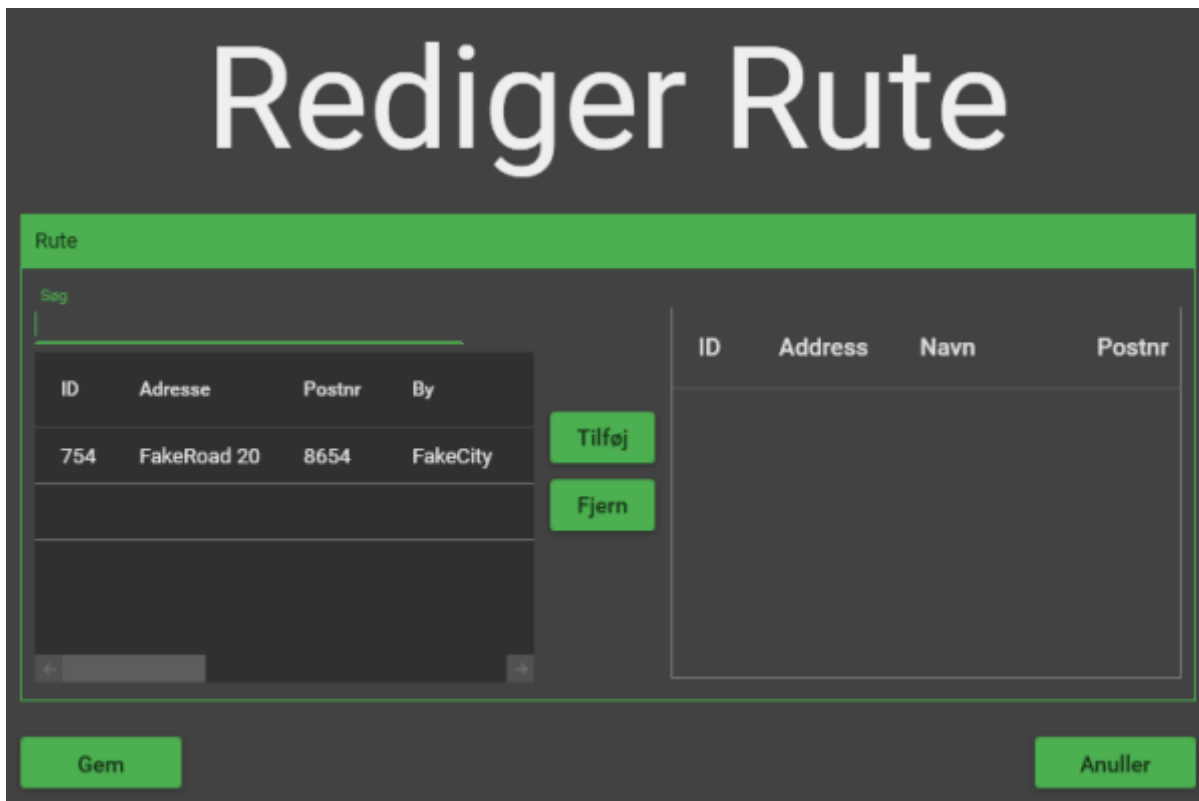 Rediger Rute
Rute
Søg
ID Adresse Postnr By
754 FakeRoad 20 8654 FakeCity
Tilføj
Fjern
ID Address Navn Postnr
Gem
Anuller